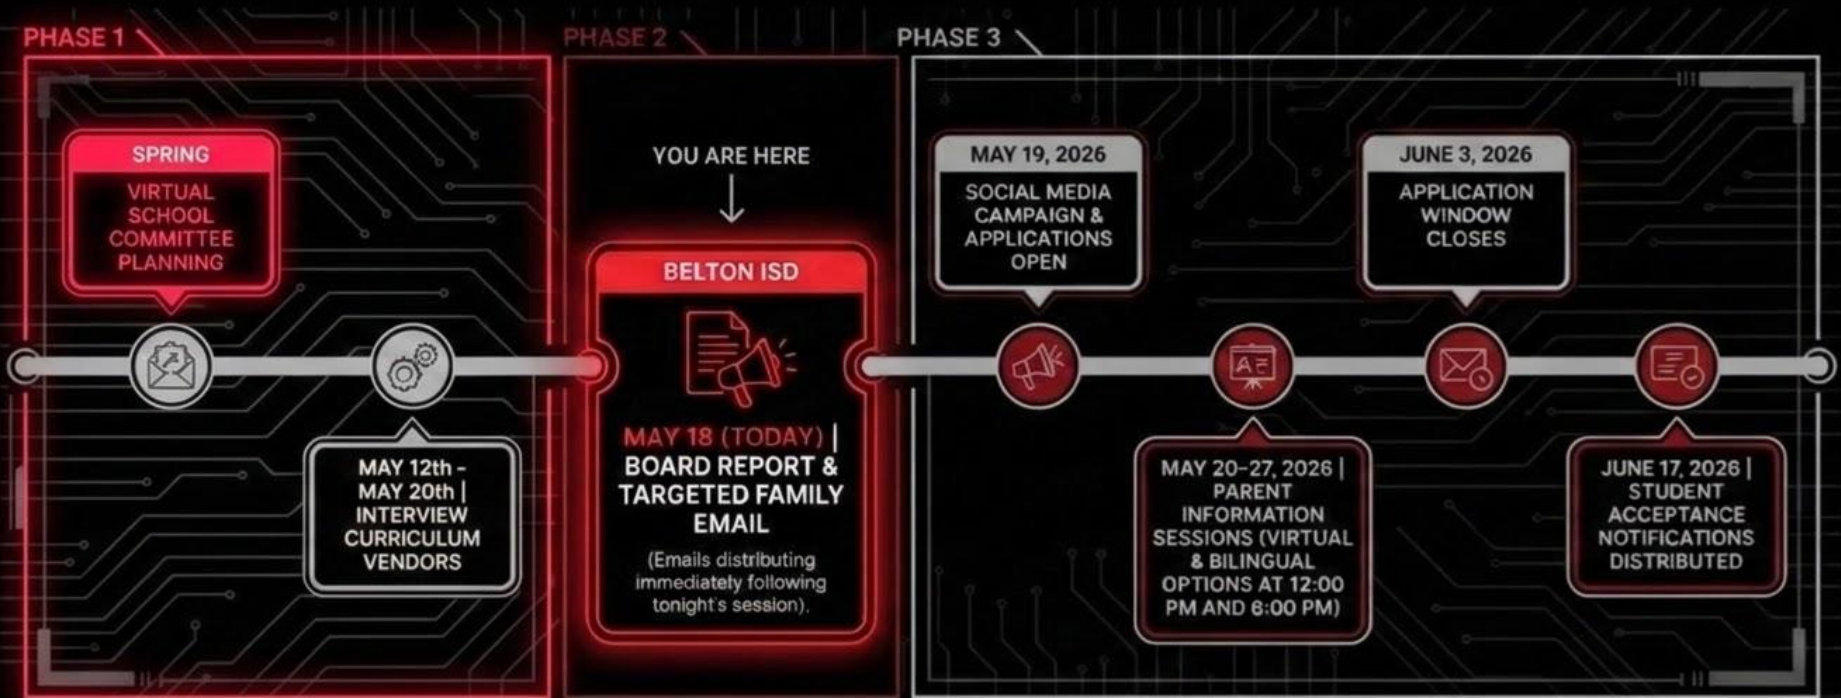 PHASE 1
SPRING
VIRTUAL
SCHOOL
COMMITTEE
PLANNING
MAY 12th -
MAY 20th |
INTERVIEW
CURRICULUM
VENDORS
PHASE 2
YOU ARE HERE
BELTON ISD
MAY 18 (TODAY) |
BOARD REPORT &
TARGETED FAMILY
EMAIL
(Emails distributing
immediately following
tonight's session).
PHASE 3
MAY 19, 2026
SOCIAL MEDIA
CAMPAIGN &
APPLICATIONS
OPEN
MAY 20-27, 2026 |
PARENT
INFORMATION
SESSIONS (VIRTUAL
& BILINGUAL
OPTIONS AT 12:00
PM AND 6:00 PM)
JUNE 3, 2026
APPLICATION
WINDOW
CLOSES
JUNE 17, 2026 |
STUDENT
ACCEPTANCE
NOTIFICATIONS
DISTRIBUTED